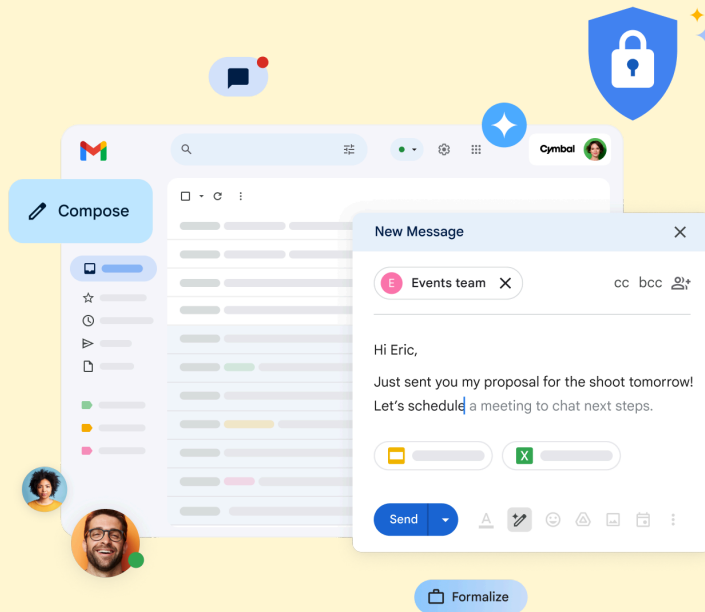 Cymbal
Compose
New Message
E Events team
cc bcc
Hi Eric,
Just sent you my proposal for the shoot tomorrow!
Let's schedule a meeting to chat next steps.
X
Send
A
Formalize